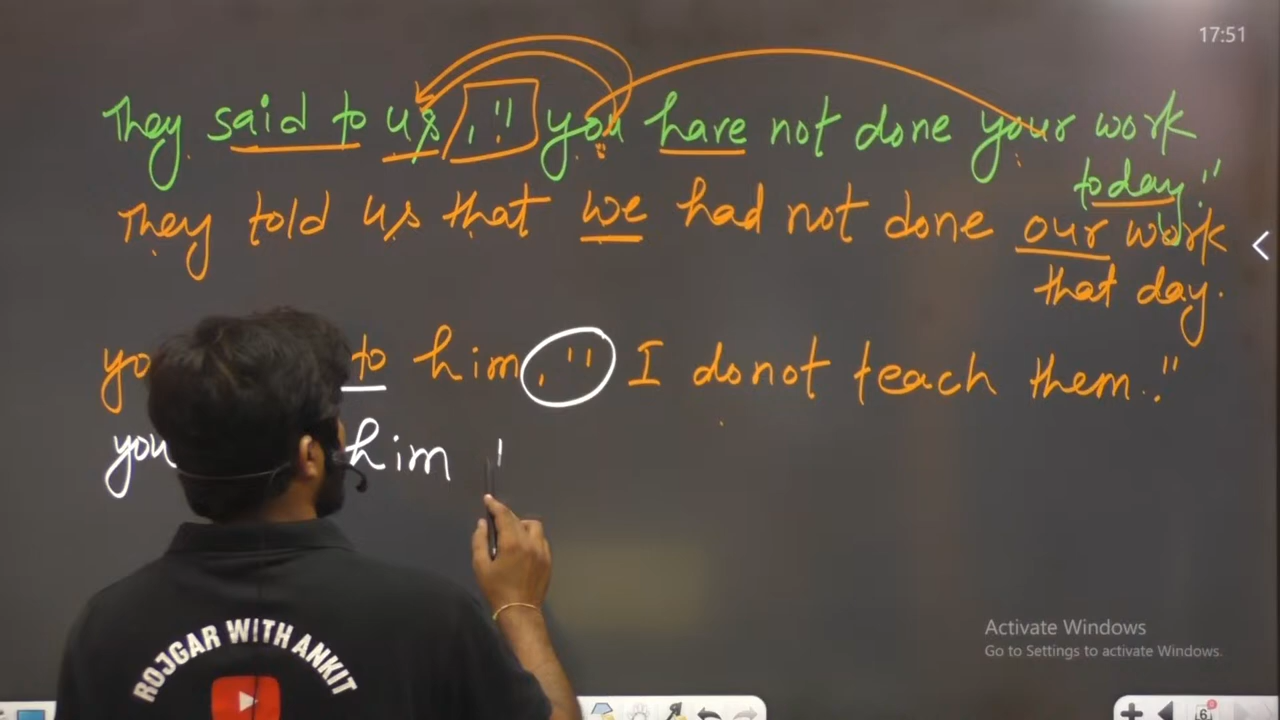 17:51
They said to us, " you have not done your work
today."
They told us that we had not done our work
that day.
to him, " I do not teach them."
you him
ROJGAR WITH ANKIT
Activate Windows
Go to Settings to activate Windows.
6